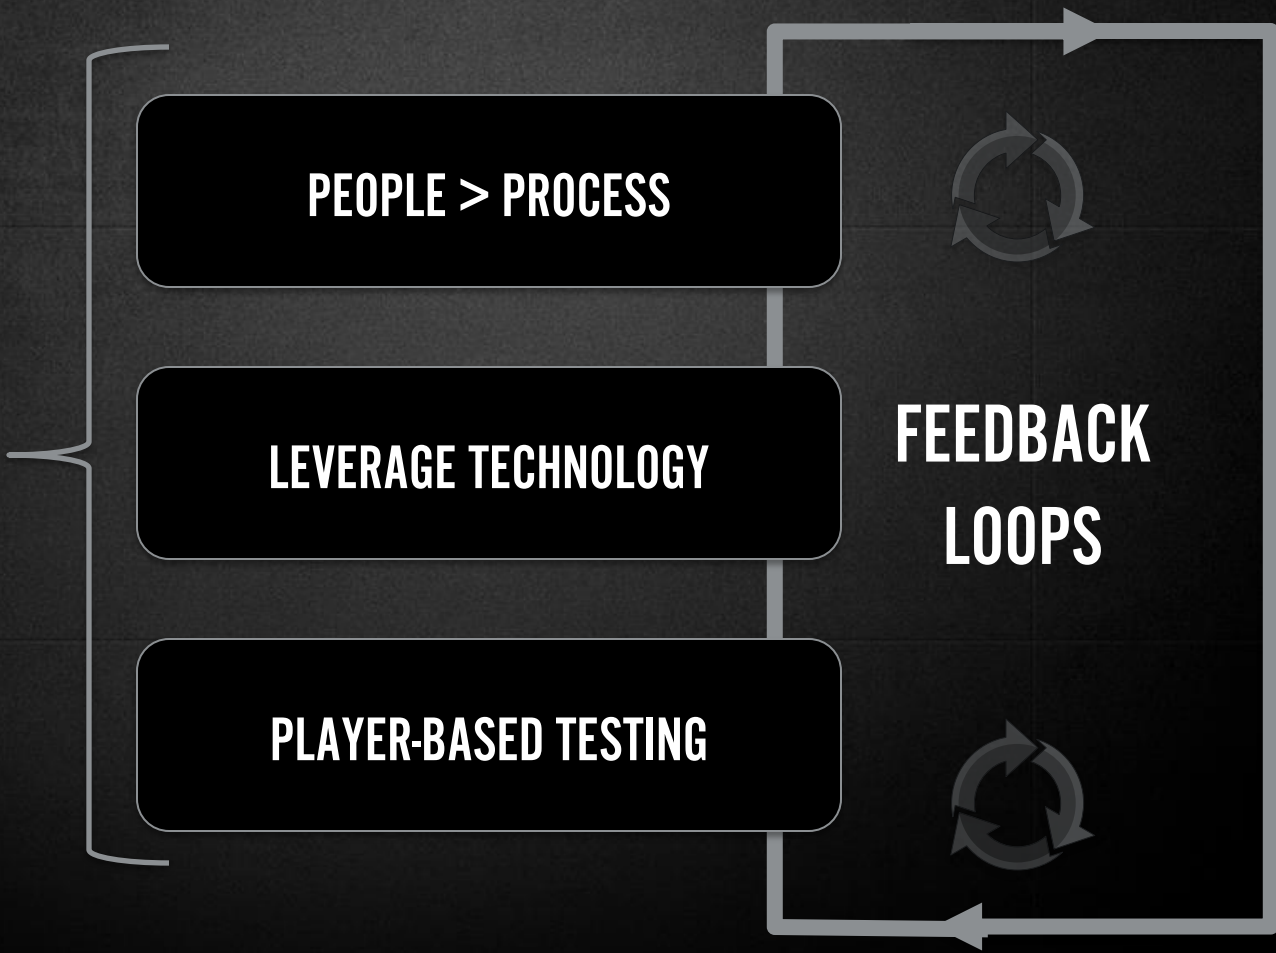 PEOPLE > PROCESS
LEVERAGE TECHNOLOGY
PLAYER-BASED TESTING
FEEDBACK
LOOPS